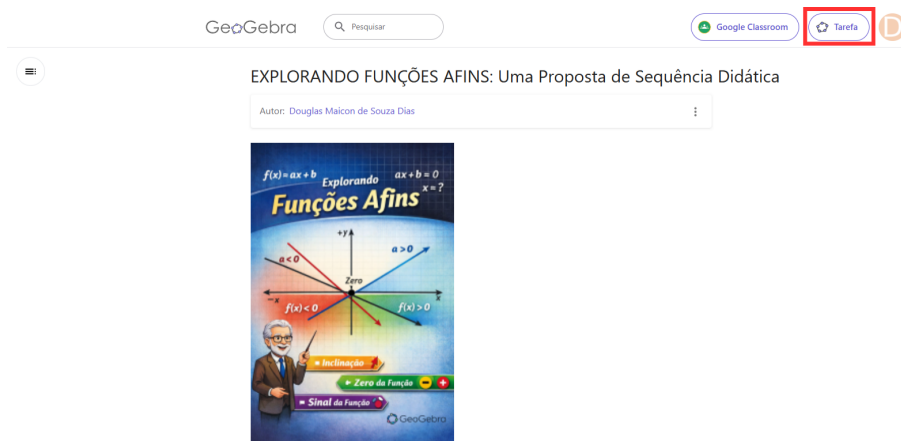 GeoGebra
Pesquisar
Google Classroom
Tarefa
D
EXPLORANDO FUNÇÕES AFINS: Uma Proposta de Sequência Didática
Autor: Douglas Maicon de Souza Dias
f(x)=ax+b
ax+b=0
Explorando
x=?
Funções Afins
+y
a<0
a>0
Zero
-x
x
f(x)<0
f(x)>0
Inclinação
Zero da Função
Sinal da Função
GeoGebra